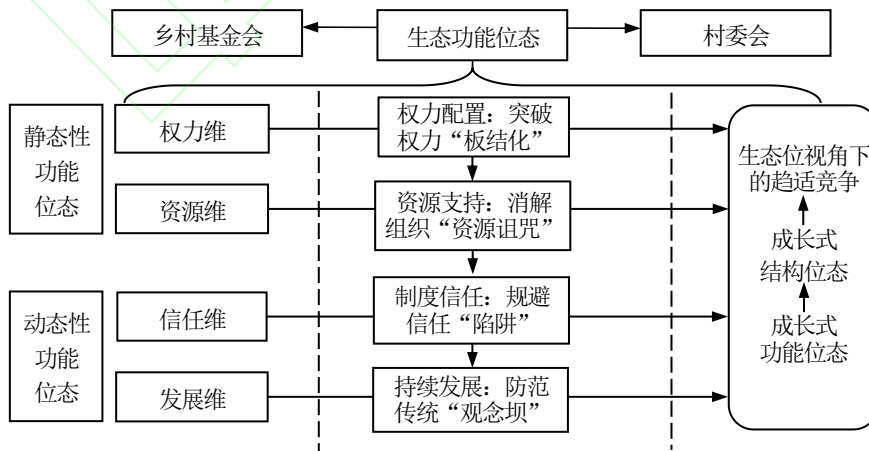 乡村基金会
生态功能位态
村委会
静态性
功能
位态
权力维
资源维
权力配置：突破
权力“板结化”
资源支持：消解
组织“资源诅咒”
动态性
功能
位态
信任维
发展维
制度信任：规避
信任“陷阱”
持续发展：防范
传统“观念坝”
生态位视角下
的趋适竞争
成长式
结构位态
成长式
功能位态